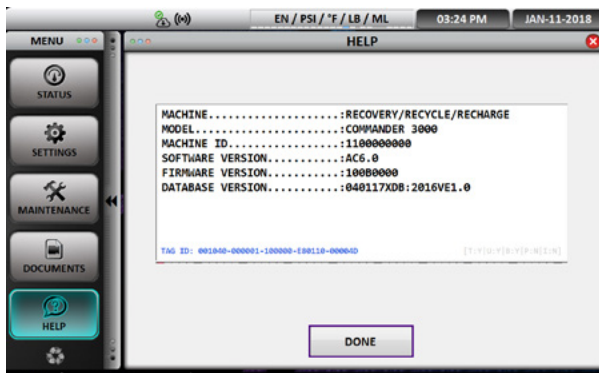 EN / PSI / °F / LB / ML
03:24 PM
JAN-11-2018
MENU
HELP
STATUS
SETTINGS
MAINTENANCE
DOCUMENTS
HELP
MACHINE....................:RECOVERY/RECYCLE/RECHARGE
MODEL......................:COMMANDER 3000
MACHINE ID.................:1100000000
SOFTWARE VERSION...........:AC6.0
FIRMWARE VERSION...........:100B0000
DATABASE VERSION...........:040117XDB:2016VE1.0
TAG ID: 001040-000001-100000-E80110-00004D
DONE